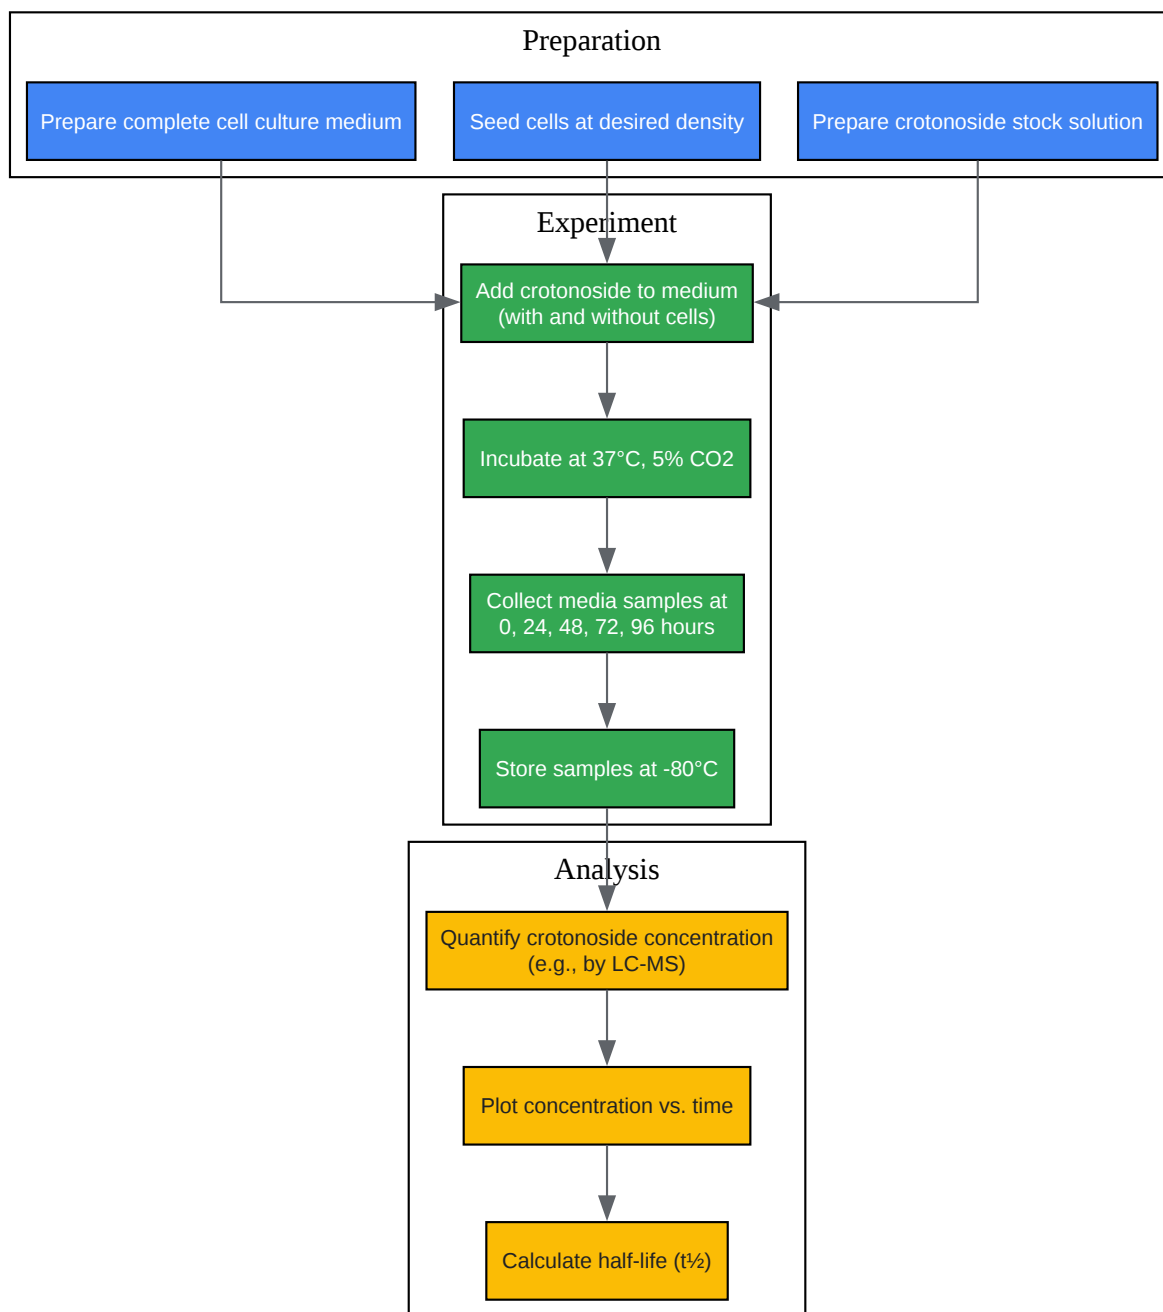 Preparation
Prepare complete cell culture medium
Seed cells at desired density
Prepare crotonoside stock solution
Experiment
Add crotonoside to medium
(with and without cells)
Incubate at 37°C, 5% CO2
Collect media samples at
0, 24, 48, 72, 96 hours
Store samples at -80°C
Analysis
Quantify crotonoside concentration
(e.g., by LC-MS)
Plot concentration vs. time
Calculate half-life (t½)